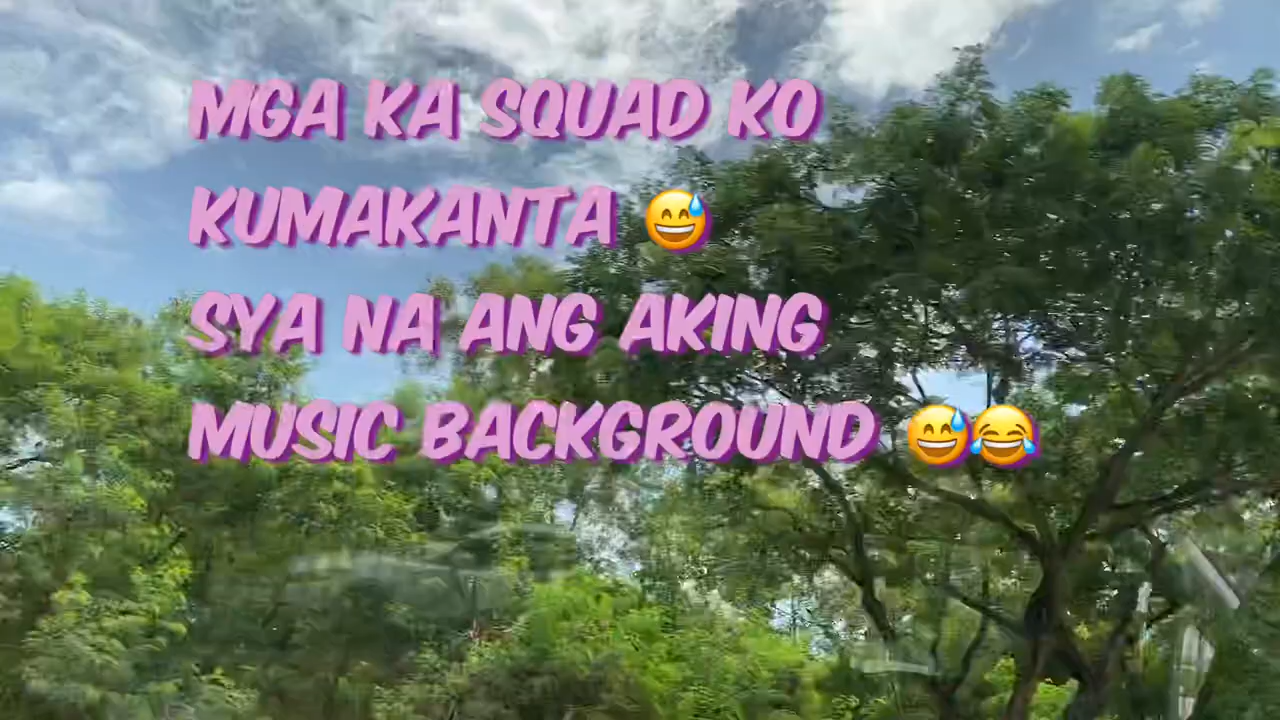 MGA KA SQUAD KO
KUMAKANTA 😅
SYA NA ANG AKING
MUSIC BACKGROUND 😅😂